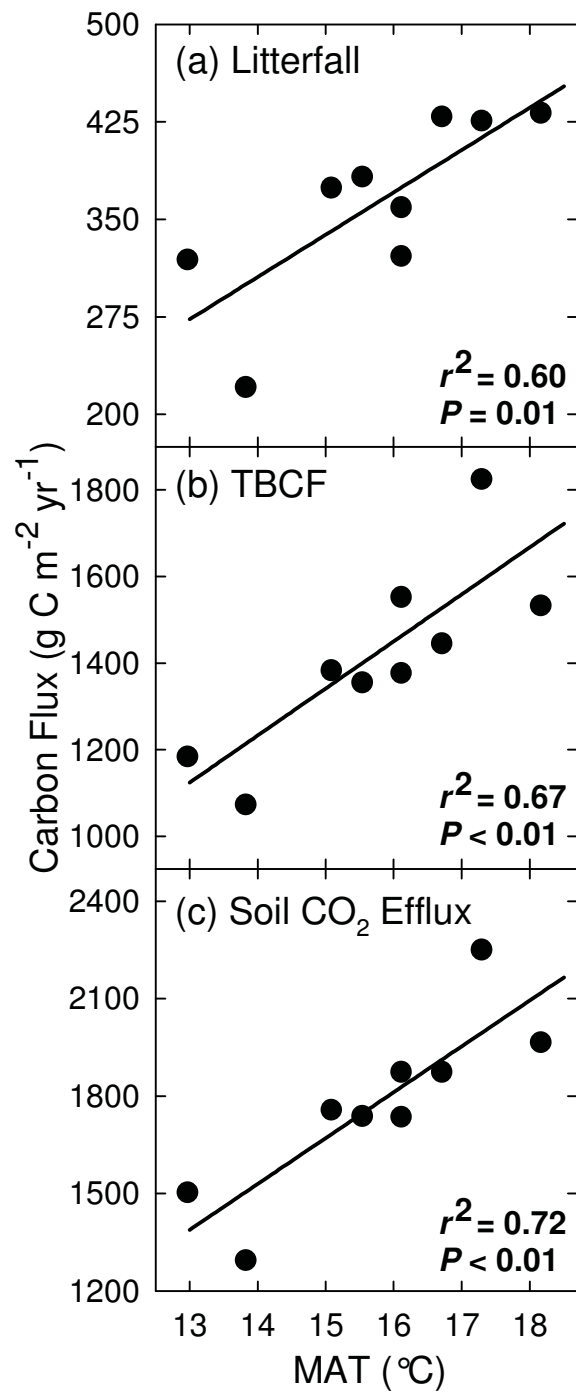 Carbon Flux (g C m⁻² yr⁻¹)
500
425
350
275
200
(a) Litterfall
r² = 0.60
P = 0.01
1800
1600
1400
1200
1000
(b) TBCF
r² = 0.67
P < 0.01
2400
2100
1800
1500
1200
(c) Soil CO₂ Efflux
r² = 0.72
P < 0.01
13 14 15 16 17 18
MAT (°C)